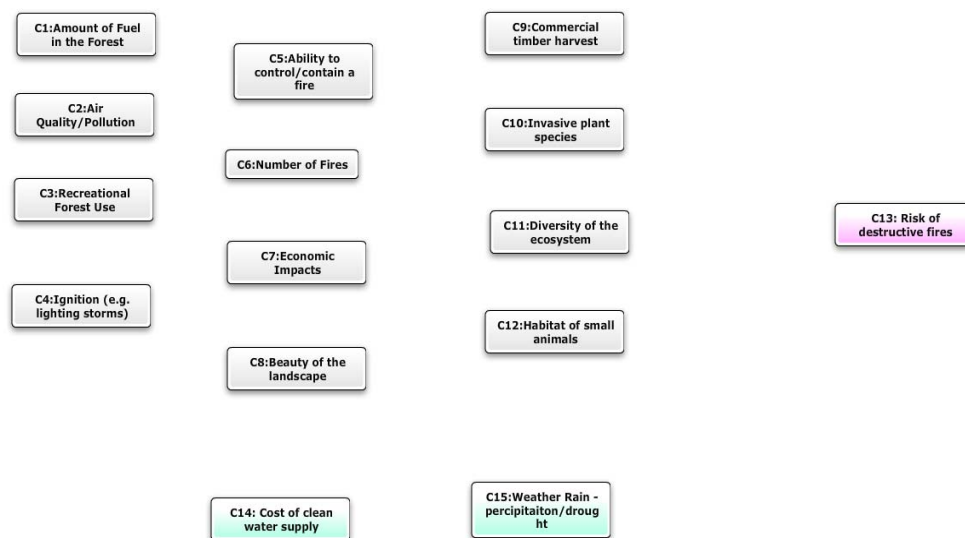 C1:Amount of Fuel
in the Forest
C2:Air
Quality/Pollution
C3:Recreational
Forest Use
C4:Ignition (e.g.
lighting storms)
C5:Ability to
control/contain a
fire
C6:Number of Fires
C7:Economic
Impacts
C8:Beauty of the
landscape
C9:Commercial
timber harvest
C10:Invasive plant
species
C11:Diversity of the
ecosystem
C12:Habitat of small
animals
C13: Risk of
destructive fires
C14: Cost of clean
water supply
C15:Weather Rain -
percipitaiton/droug
ht